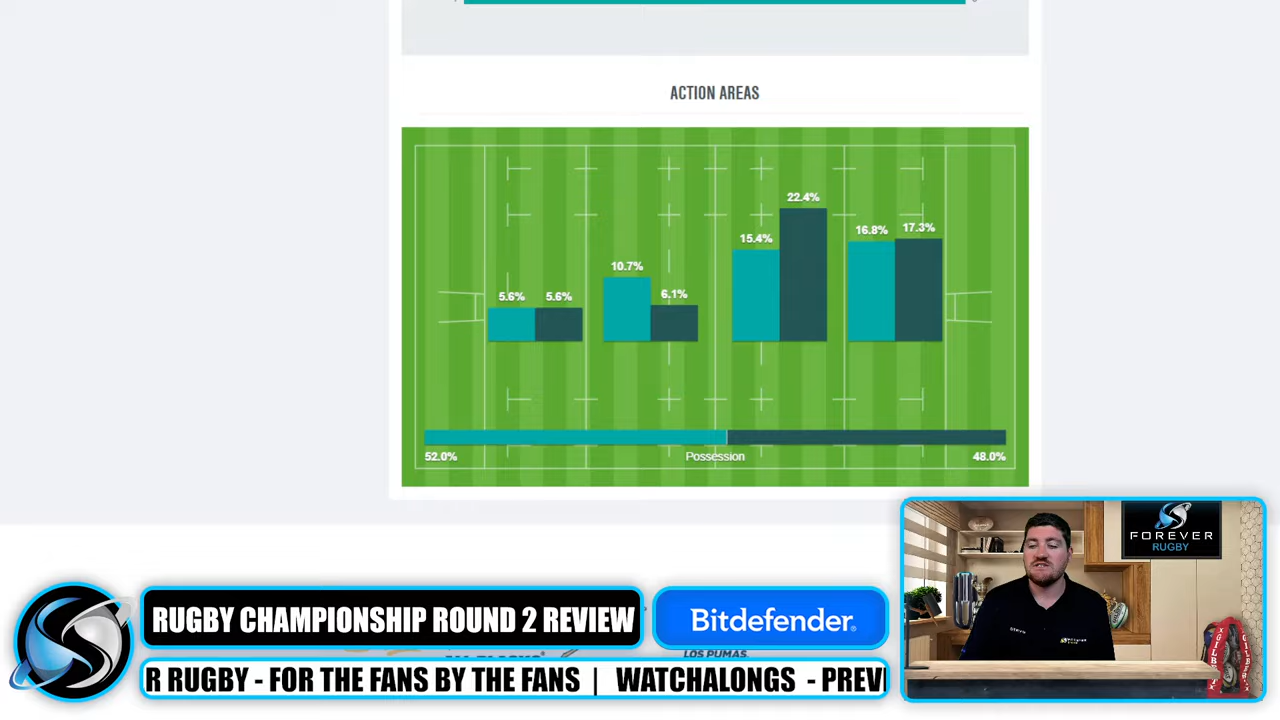 ACTION AREAS
22.4%
15.4%
16.8%
17.3%
10.7%
6.1%
5.6%
5.6%
52.0%
Possession
48.0%
FOREVER
RUGBY
RUGBY CHAMPIONSHIP ROUND 2 REVIEW
Bitdefender
LOS PUMAS.
R RUGBY - FOR THE FANS BY THE FANS | WATCHALONGS - PREVI